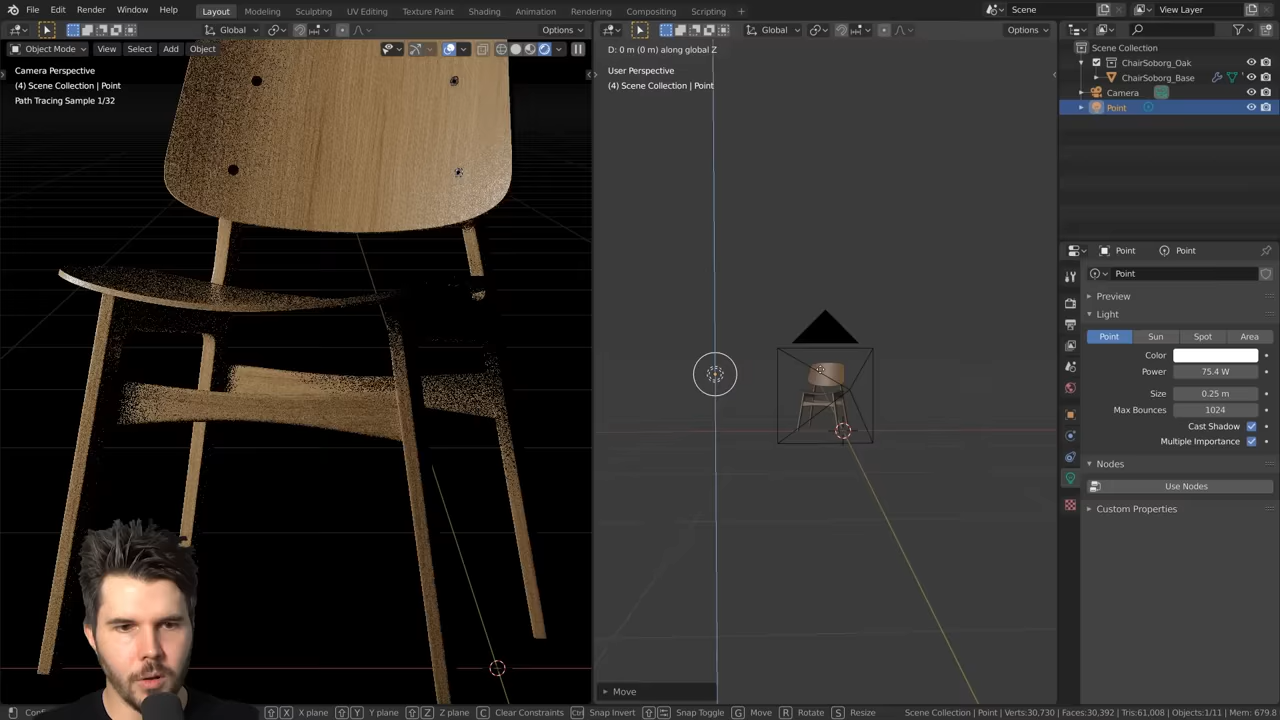 File Edit Render Window Help Layout Modeling Sculpting UV Editing Texture Paint Shading Animation Rendering Compositing Scripting + Scene View Layer
Global Options Global Options
Object Mode View Select Add Object D: 0 m (0 m) along global Z Scene Collection
ChairSoborg_Oak
Camera Perspective User Perspective
(4) Scene Collection | Point (4) Scene Collection | Point ChairSoborg_Base
Path Tracing Sample 1/32 Camera
Point
Point Point
Point
Preview
Light
Point Sun Spot Area
Color
Power 75.4 W
Size 0.25 m
Max Bounces 1024
Cast Shadow
Multiple Importance
Nodes
Use Nodes
Custom Properties
Move
X X plane Y Y plane Z Z plane C Clear Constraints Ctrl Snap Invert Snap Toggle G Move R Rotate S Resize Scene Collection | Point | Verts:30,730 | Faces:30,392 | Tris:61,008 | Objects:1/11 | Mem: 679.8